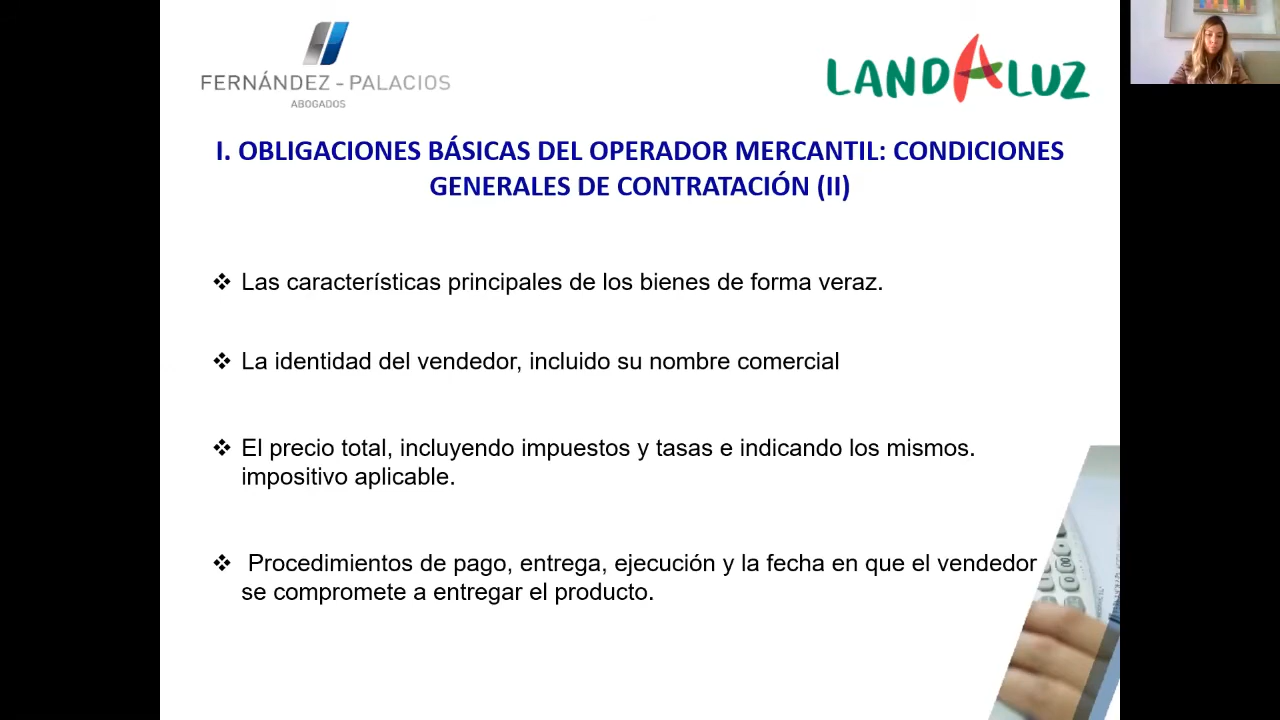 FERNÁNDEZ - PALACIOS
ABOGADOS
LANDALUZ
I. OBLIGACIONES BÁSICAS DEL OPERADOR MERCANTIL: CONDICIONES
GENERALES DE CONTRATACIÓN (II)
❖ Las características principales de los bienes de forma veraz.
❖ La identidad del vendedor, incluido su nombre comercial
❖ El precio total, incluyendo impuestos y tasas e indicando los mismos.
impositivo aplicable.
❖ Procedimientos de pago, entrega, ejecución y la fecha en que el vendedor
se compromete a entregar el producto.